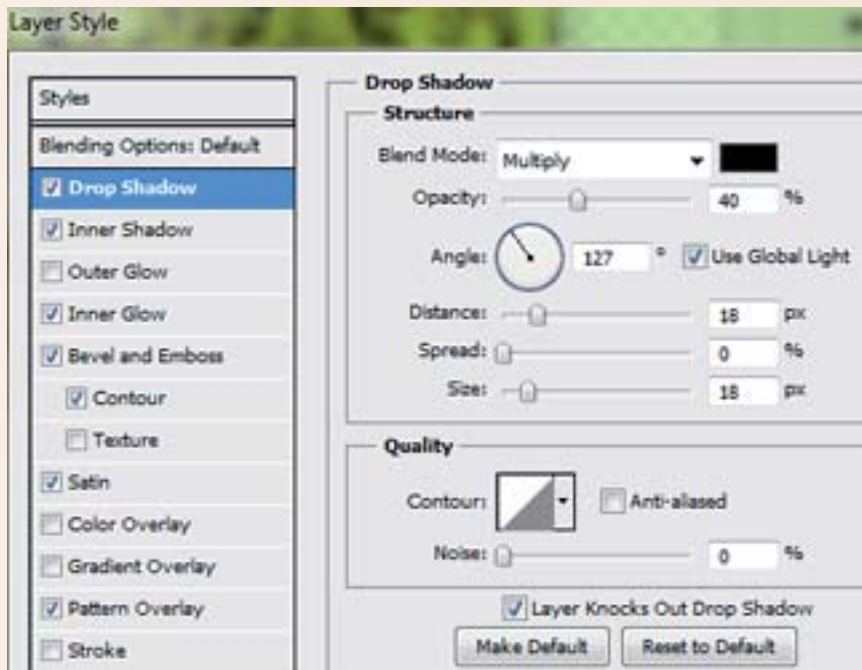 Layer Style
Styles
Blending Options: Default
Drop Shadow
Inner Shadow
Outer Glow
Inner Glow
Bevel and Emboss
Contour
Texture
Satin
Color Overlay
Gradient Overlay
Pattern Overlay
Stroke
Drop Shadow
Structure
Blend Mode: Multiply
Opacity: 40 %
Angle: 127 ° Use Global Light
Distance: 18 px
Spread: 0 %
Size: 18 px
Quality
Contour: Anti-aliased
Noise: 0 %
Layer Knocks Out Drop Shadow
Make Default Reset to Default